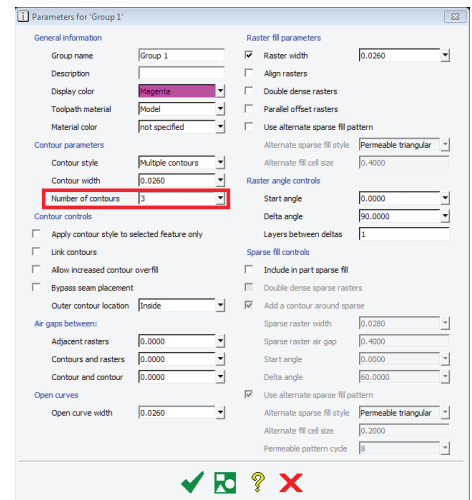 Parameters for 'Group 1'
General information
Group name Group 1
Description
Display color Magenta
Toolpath material Model
Material color not specified
Contour parameters
Contour style Multiple contours
Contour width 0.0260
Number of contours 3
Contour controls
Apply contour style to selected feature only
Link contours
Allow increased contour overfill
Bypass seam placement
Outer contour location Inside
Air gaps between:
Adjacent rasters 0.0000
Contours and rasters 0.0000
Contour and contour 0.0000
Open curves
Open curve width 0.0260
Raster fill parameters
Raster width 0.0260
Align rasters
Double dense rasters
Parallel offset rasters
Use alternate sparse fill pattern
Alternate sparse fill style Permeable triangular
Alternate fill cell size 0.4000
Raster angle controls
Start angle 0.0000
Delta angle 90.0000
Layers between deltas 1
Sparse fill controls
Include in part sparse fill
Double dense sparse rasters
Add a contour around sparse
Sparse raster width 0.0280
Sparse raster air gap 0.4000
Start angle 0.0000
Delta angle 60.0000
Use alternate sparse fill pattern
Alternate sparse fill style Permeable triangular
Alternate fill cell size 0.2000
Permeable pattern cycle 8